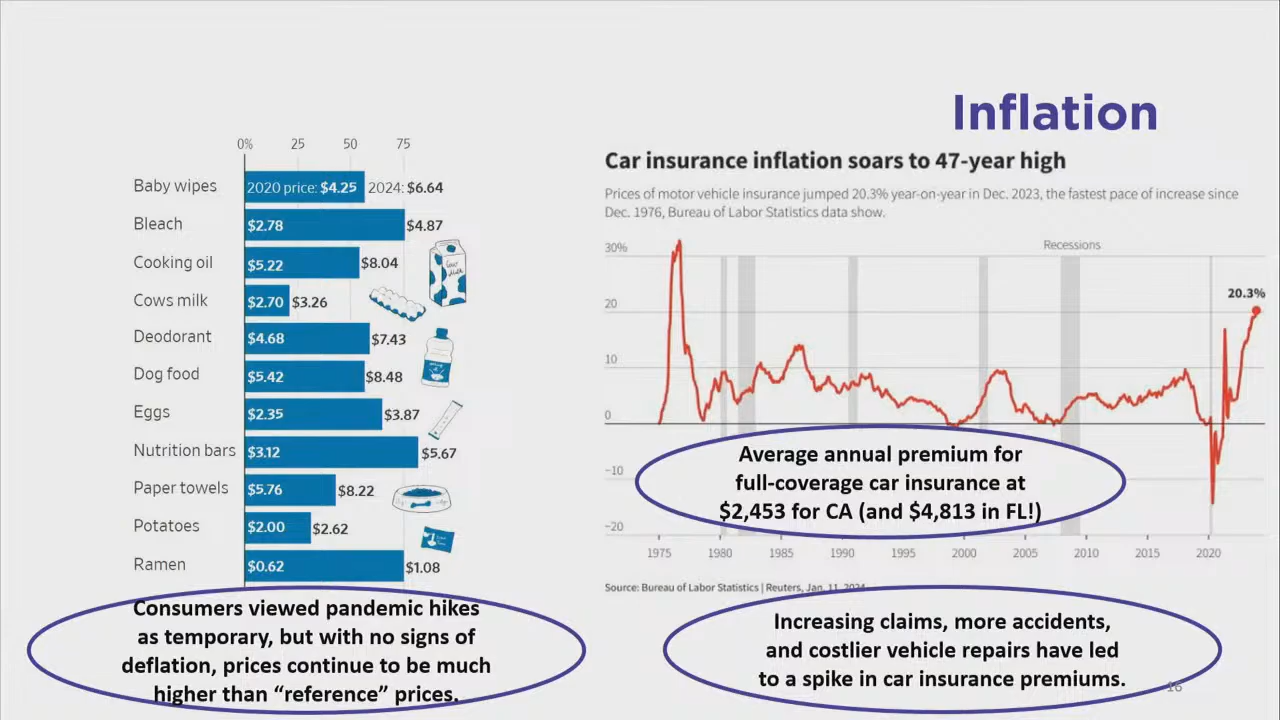 Inflation
0% 25 50 75
Baby wipes 2020 price: $4.25 2024: $6.64
Bleach $2.78 $4.87
Cooking oil $5.22 $8.04
Cows milk $2.70 $3.26
Deodorant $4.68 $7.43
Dog food $5.42 $8.48
Eggs $2.35 $3.87
Nutrition bars $3.12 $5.67
Paper towels $5.76 $8.22
Potatoes $2.00 $2.62
Ramen $0.62 $1.08
Consumers viewed pandemic hikes
as temporary, but with no signs of
deflation, prices continue to be much
higher than “reference” prices.
Car insurance inflation soars to 47-year high
Prices of motor vehicle insurance jumped 20.3% year-on-year in Dec. 2023, the fastest pace of increase since
Dec. 1976, Bureau of Labor Statistics data show.
Recessions
30%
20
10
0
−10
−20
20.3%
Average annual premium for
full-coverage car insurance at
$2,453 for CA (and $4,813 in FL!)
1975 1980 1985 1990 1995 2000 2005 2010 2015 2020
Source: Bureau of Labor Statistics | Reuters, Jan. 11, 2024
Increasing claims, more accidents,
and costlier vehicle repairs have led
to a spike in car insurance premiums.
16